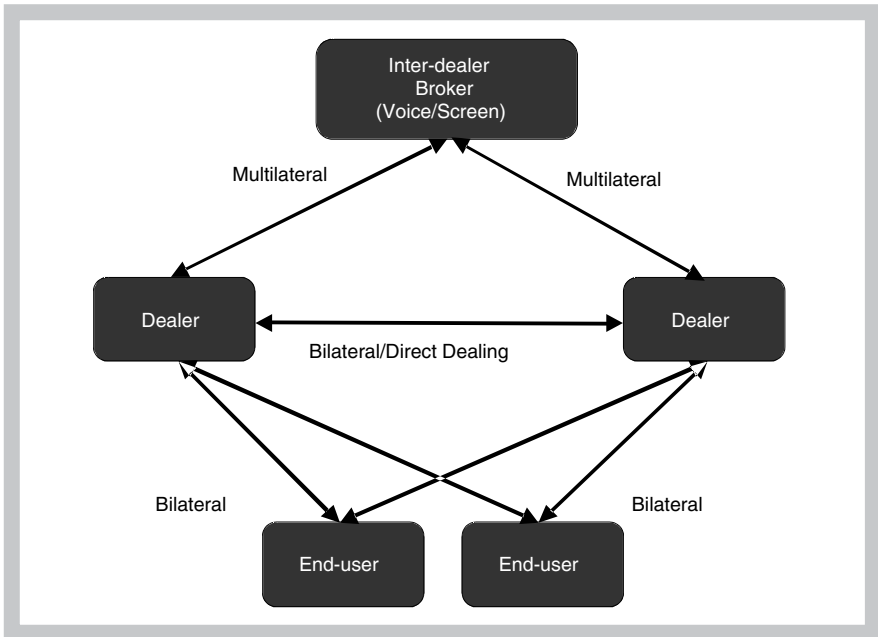 Inter-dealer
Broker
(Voice/Screen)
Multilateral
Multilateral
Dealer
Dealer
Bilateral/Direct Dealing
Bilateral
Bilateral
End-user
End-user